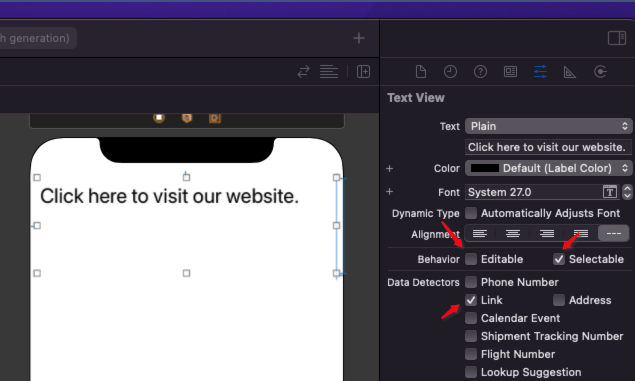 h generation)
Text View
Text Plain
Click here to visit our website.
Color Default (Label Color)
Font System 27.0
Dynamic Type Automatically Adjusts Font
Alignment
Behavior Editable Selectable
Data Detectors Phone Number
Link Address
Calendar Event
Shipment Tracking Number
Flight Number
Lookup Suggestion
Click here to visit our website.